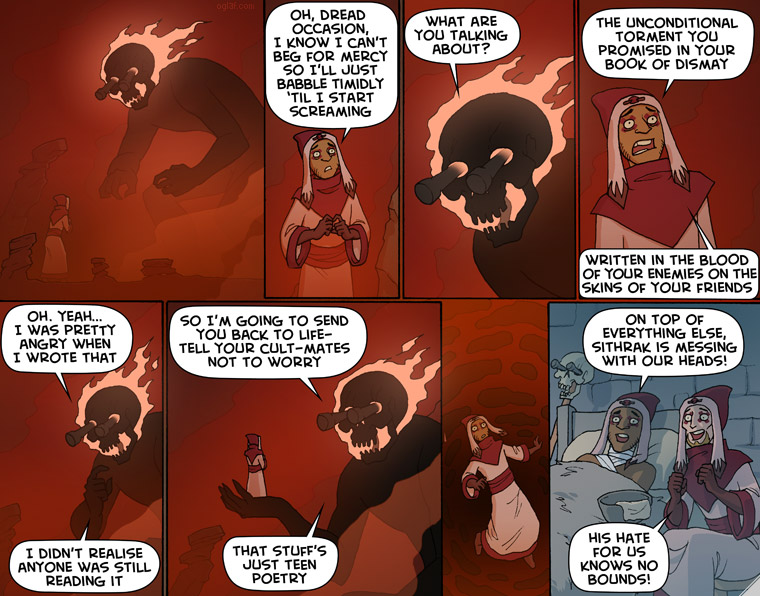 oglaf.com
OH, DREAD
OCCASION,
I KNOW I CAN'T
BEG FOR MERCY
SO I'LL JUST
BABBLE TIMIDLY
'TIL I START
SCREAMING
WHAT ARE
YOU TALKING
ABOUT?
THE UNCONDITIONAL
TORMENT YOU
PROMISED IN YOUR
BOOK OF DISMAY
WRITTEN IN THE BLOOD
OF YOUR ENEMIES ON THE
SKINS OF YOUR FRIENDS
OH. YEAH...
I WAS PRETTY
ANGRY WHEN
I WROTE THAT
I DIDN'T REALISE
ANYONE WAS STILL
READING IT
SO I'M GOING TO SEND
YOU BACK TO LIFE–
TELL YOUR CULT-MATES
NOT TO WORRY
THAT STUFF'S
JUST TEEN
POETRY
ON TOP OF
EVERYTHING ELSE,
SITHRAK IS MESSING
WITH OUR HEADS!
HIS HATE
FOR US
KNOWS NO
BOUNDS!